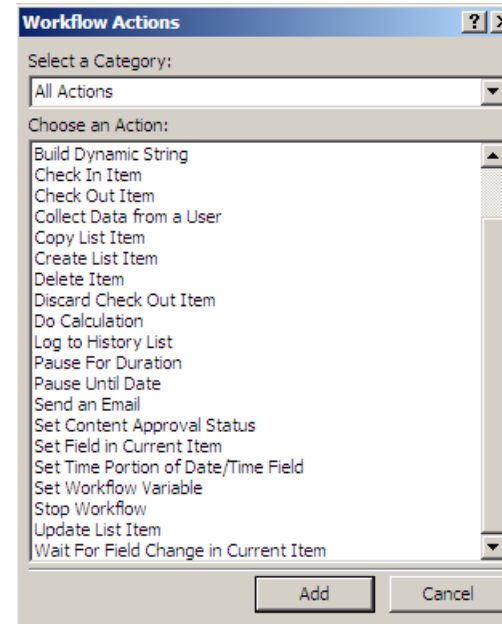 Workflow Actions
Select a Category:
All Actions
Choose an Action:
Build Dynamic String
Check In Item
Check Out Item
Collect Data from a User
Copy List Item
Create List Item
Delete Item
Discard Check Out Item
Do Calculation
Log to History List
Pause For Duration
Pause Until Date
Send an Email
Set Content Approval Status
Set Field in Current Item
Set Time Portion of Date/Time Field
Set Workflow Variable
Stop Workflow
Update List Item
Wait For Field Change in Current Item
Add Cancel